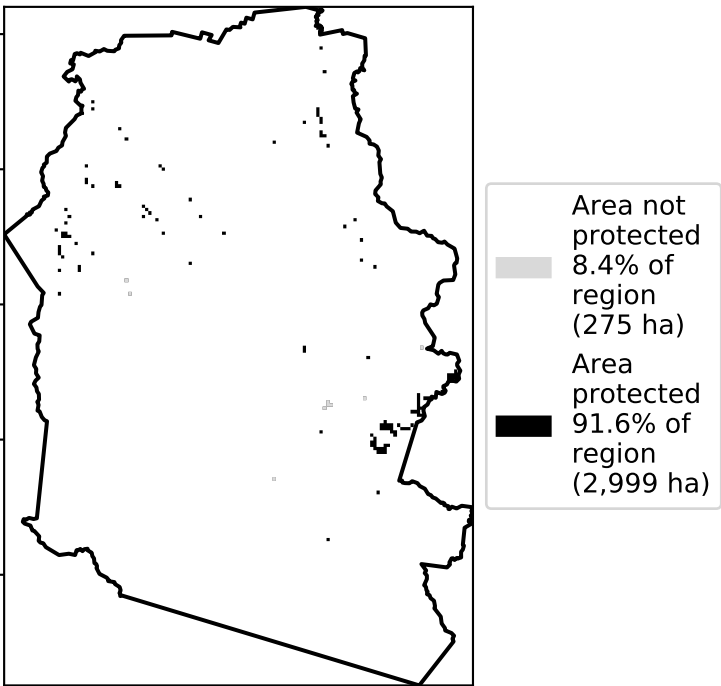 Area not
protected
8.4% of
region
(275 ha)
Area
protected
91.6% of
region
(2,999 ha)